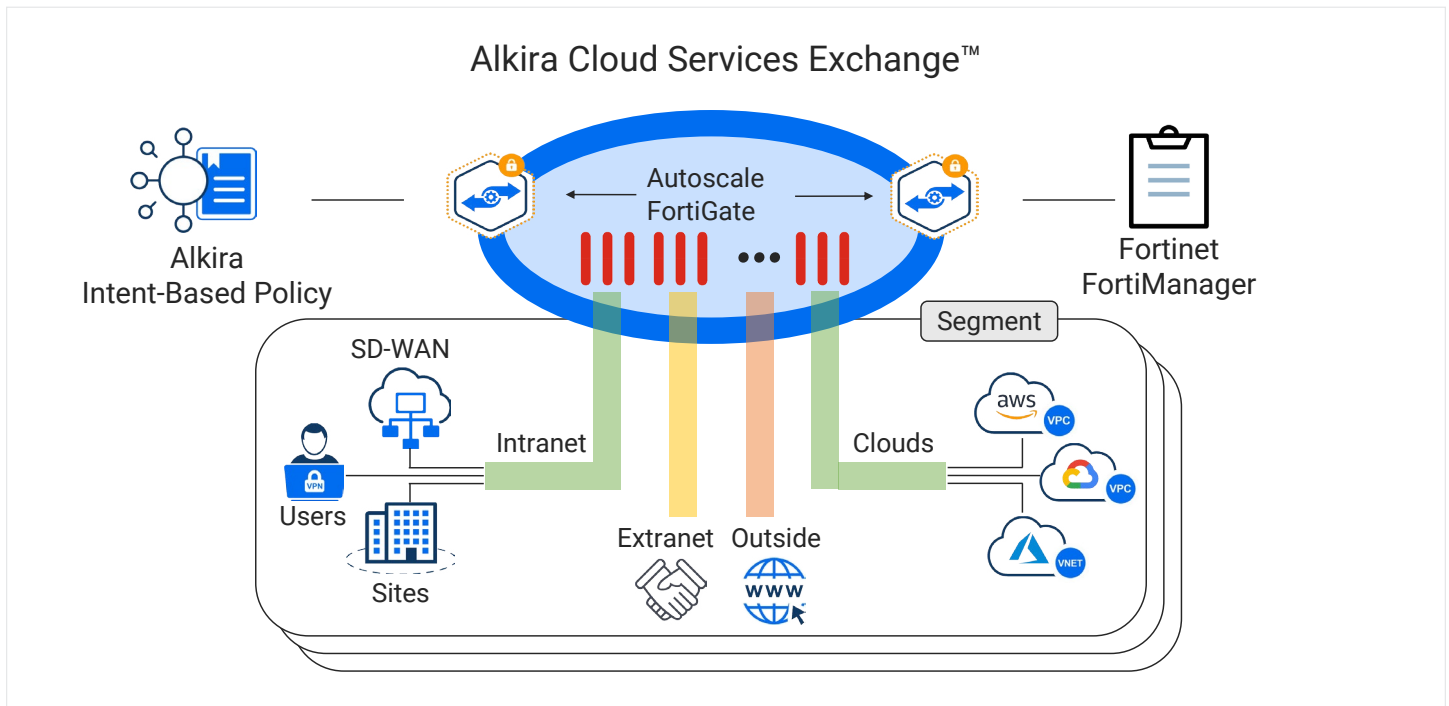 Alkira Cloud Services Exchange™
Autoscale
FortiGate
Alkira
Intent-Based Policy
Fortinet
FortiManager
Segment
SD-WAN
aws
VPC
Intranet
Clouds
VPN
VPC
Users
Extranet
Outside
VNET
WWW
Sites